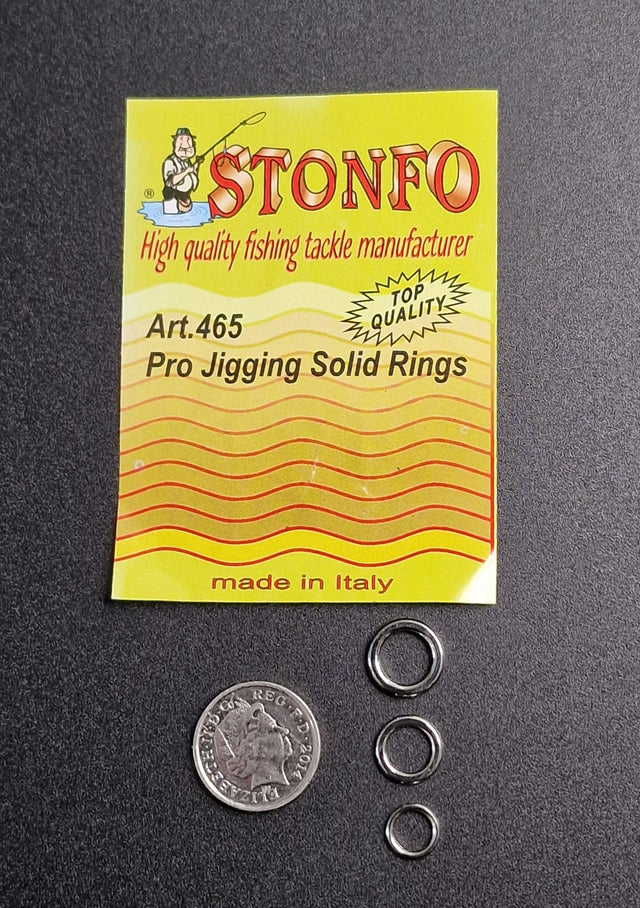 STONFO
®
High quality fishing tackle manufacturer
TOP
QUALITY
Art.465
Pro Jigging Solid Rings
made in Italy
ELIZABETH·II·D·G REG·F·D·2014